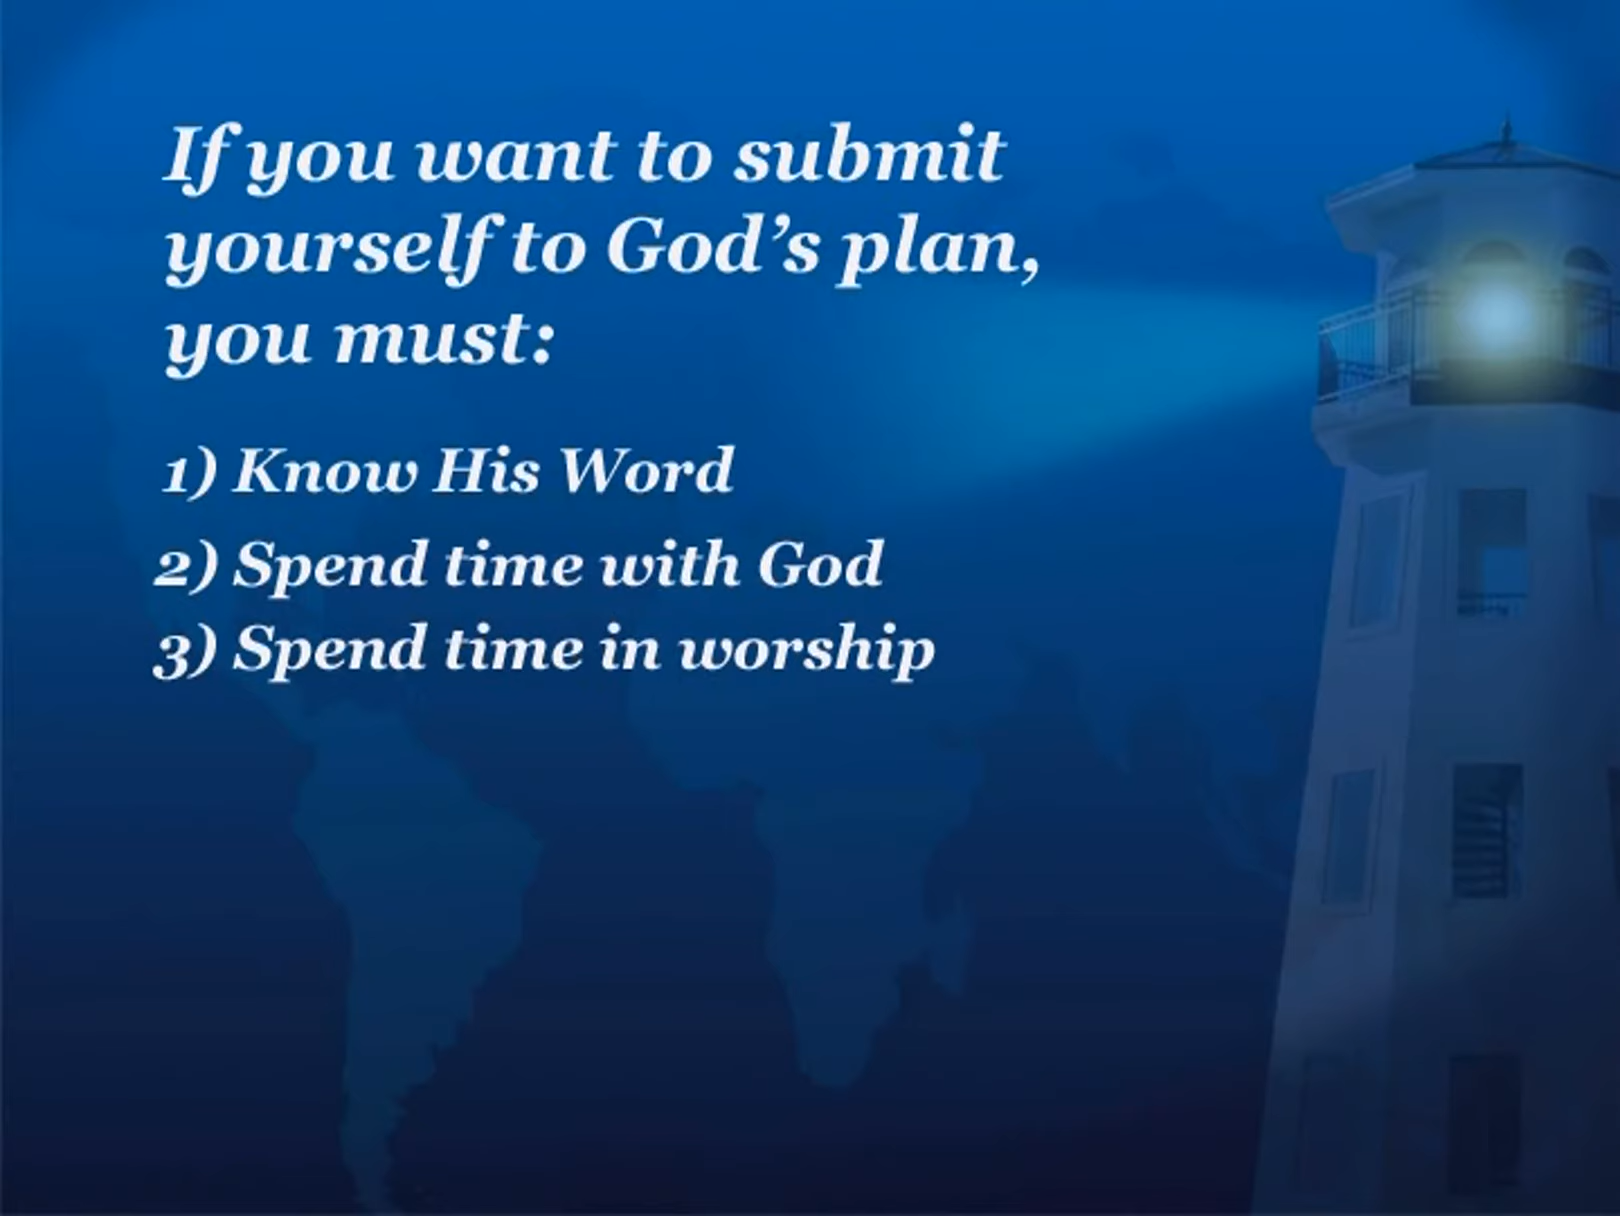 If you want to submit
yourself to God’s plan,
you must:
1) Know His Word
2) Spend time with God
3) Spend time in worship